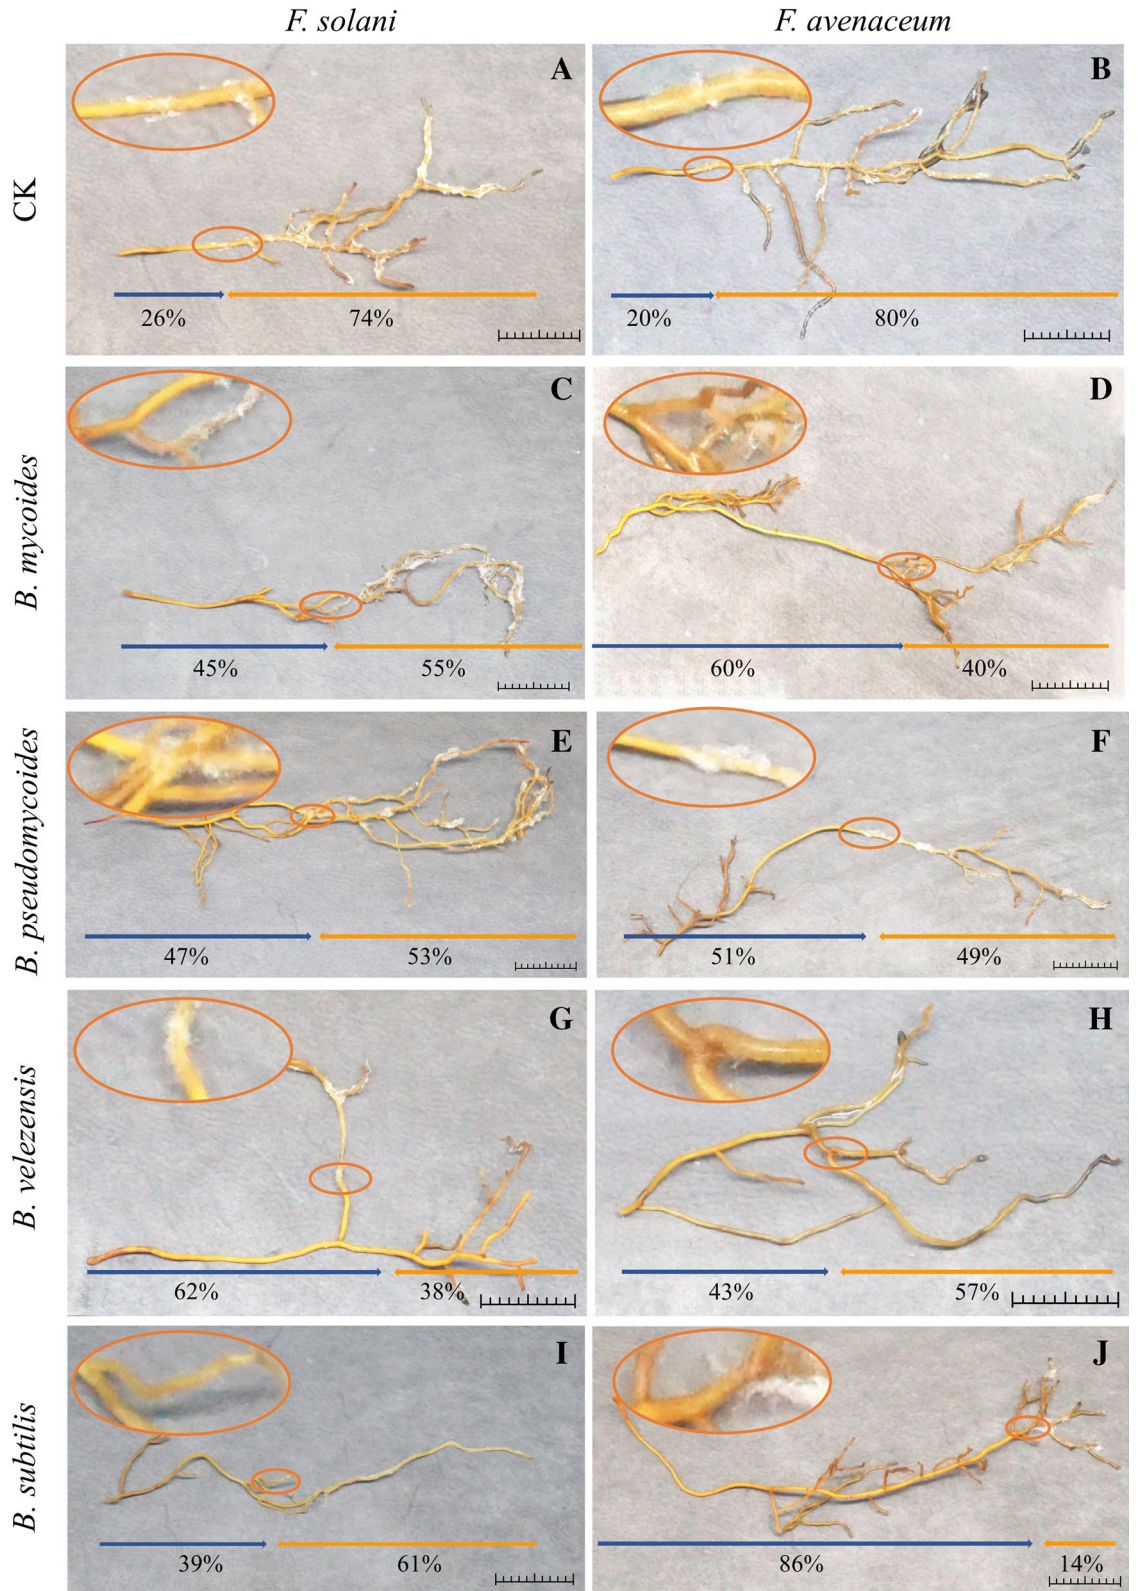 F. solani
F. avenaceum
CK
A
26%
74%
B
20%
80%
B. mycoides
C
45%
55%
D
60%
40%
B. pseudomycoides
E
47%
53%
F
51%
49%
B. velezensis
G
62%
38%
H
43%
57%
B. subtilis
I
39%
61%
J
86%
14%